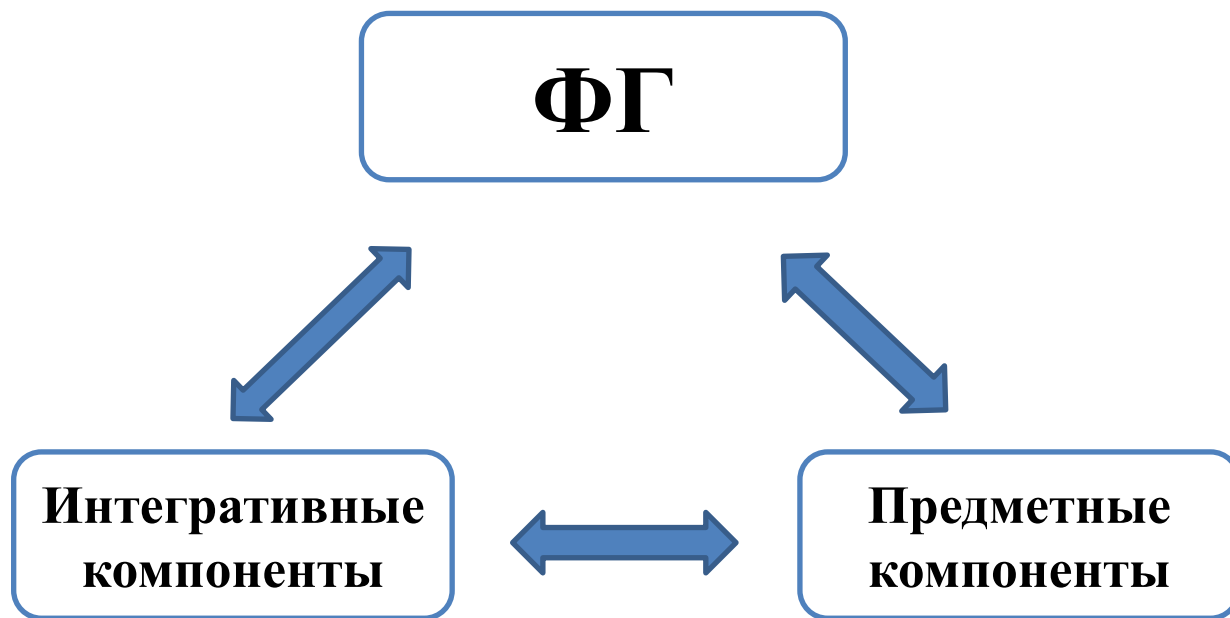 ФГ
Интегративные
компоненты
Предметные
компоненты